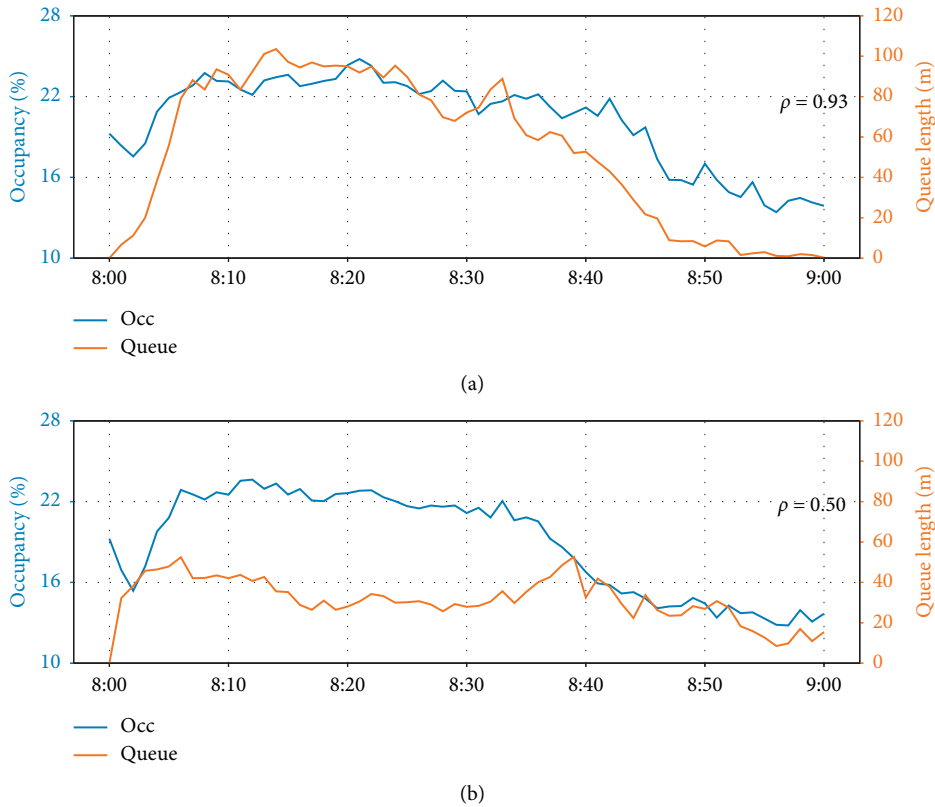 28
22
16
10
Occupancy (%)
120
100
80
60
40
20
0
Queue length (m)
ρ = 0.93
8:00 8:10 8:20 8:30 8:40 8:50 9:00
Occ
Queue
(a)
28
22
16
10
Occupancy (%)
120
100
80
60
40
20
0
Queue length (m)
ρ = 0.50
8:00 8:10 8:20 8:30 8:40 8:50 9:00
Occ
Queue
(b)